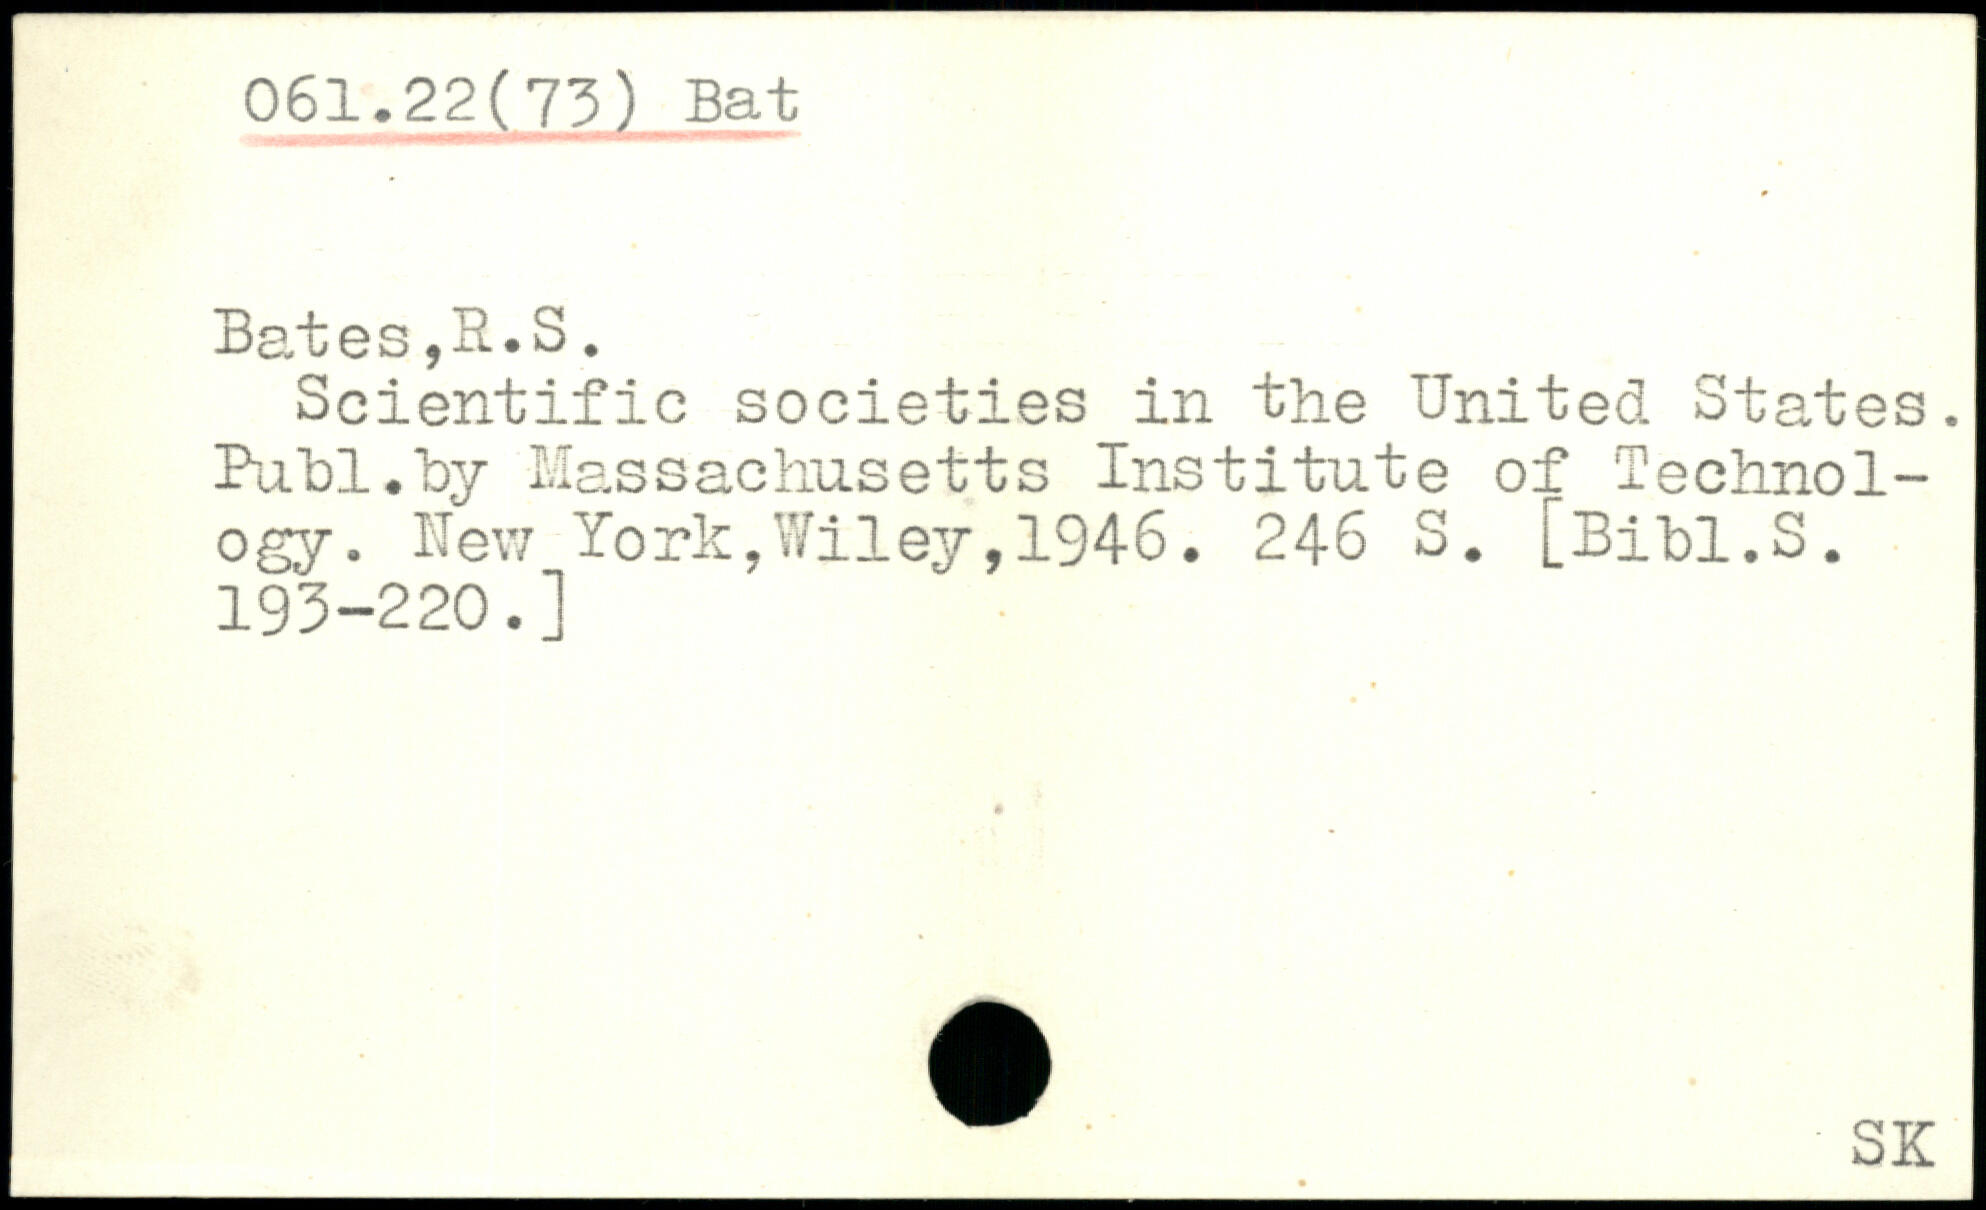 061.22(73) Bat
Bates,R.S.
Scientific societies in the United States.
Publ.by Massachusetts Institute of Technol-
ogy. New York,Wiley,1946. 246 S. [Bibl.S.
193-220.]
SK